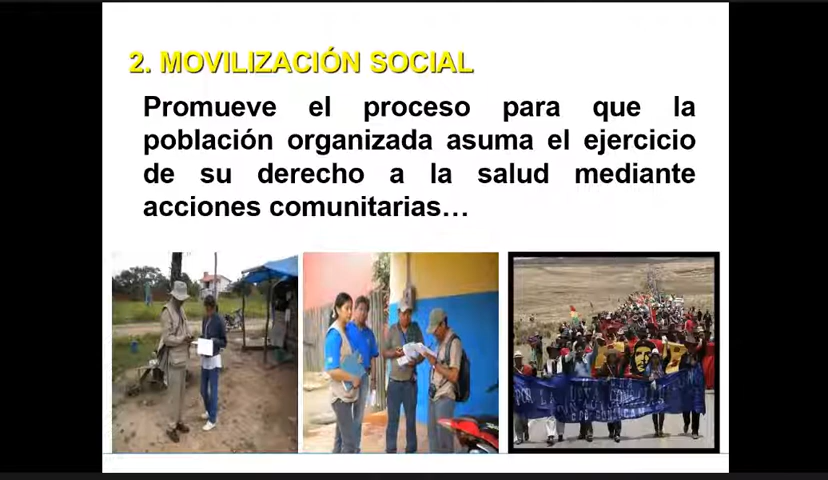 2. MOVILIZACIÓN SOCIAL
Promueve el proceso para que la
población organizada asuma el ejercicio
de su derecho a la salud mediante
acciones comunitarias…